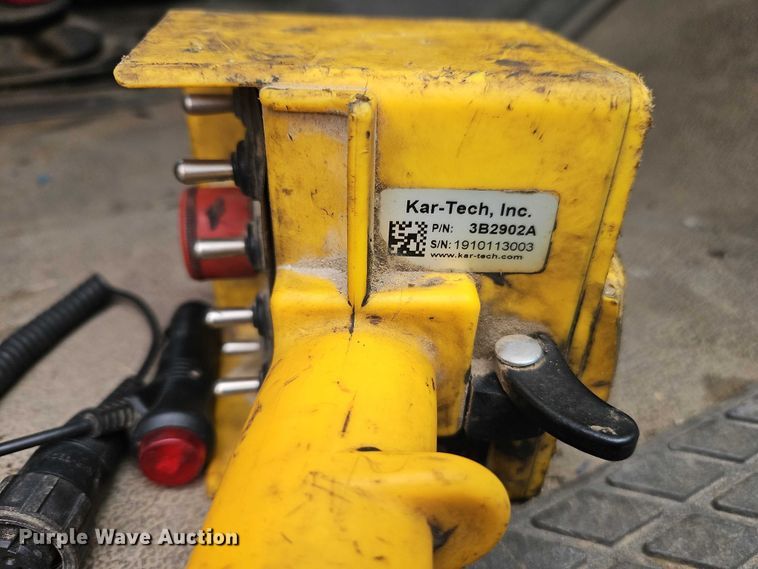 Kar-Tech, Inc.
P/N: 3B2902A
S/N: 1910113003
www.kar-tech.com
Purple Wave Auction